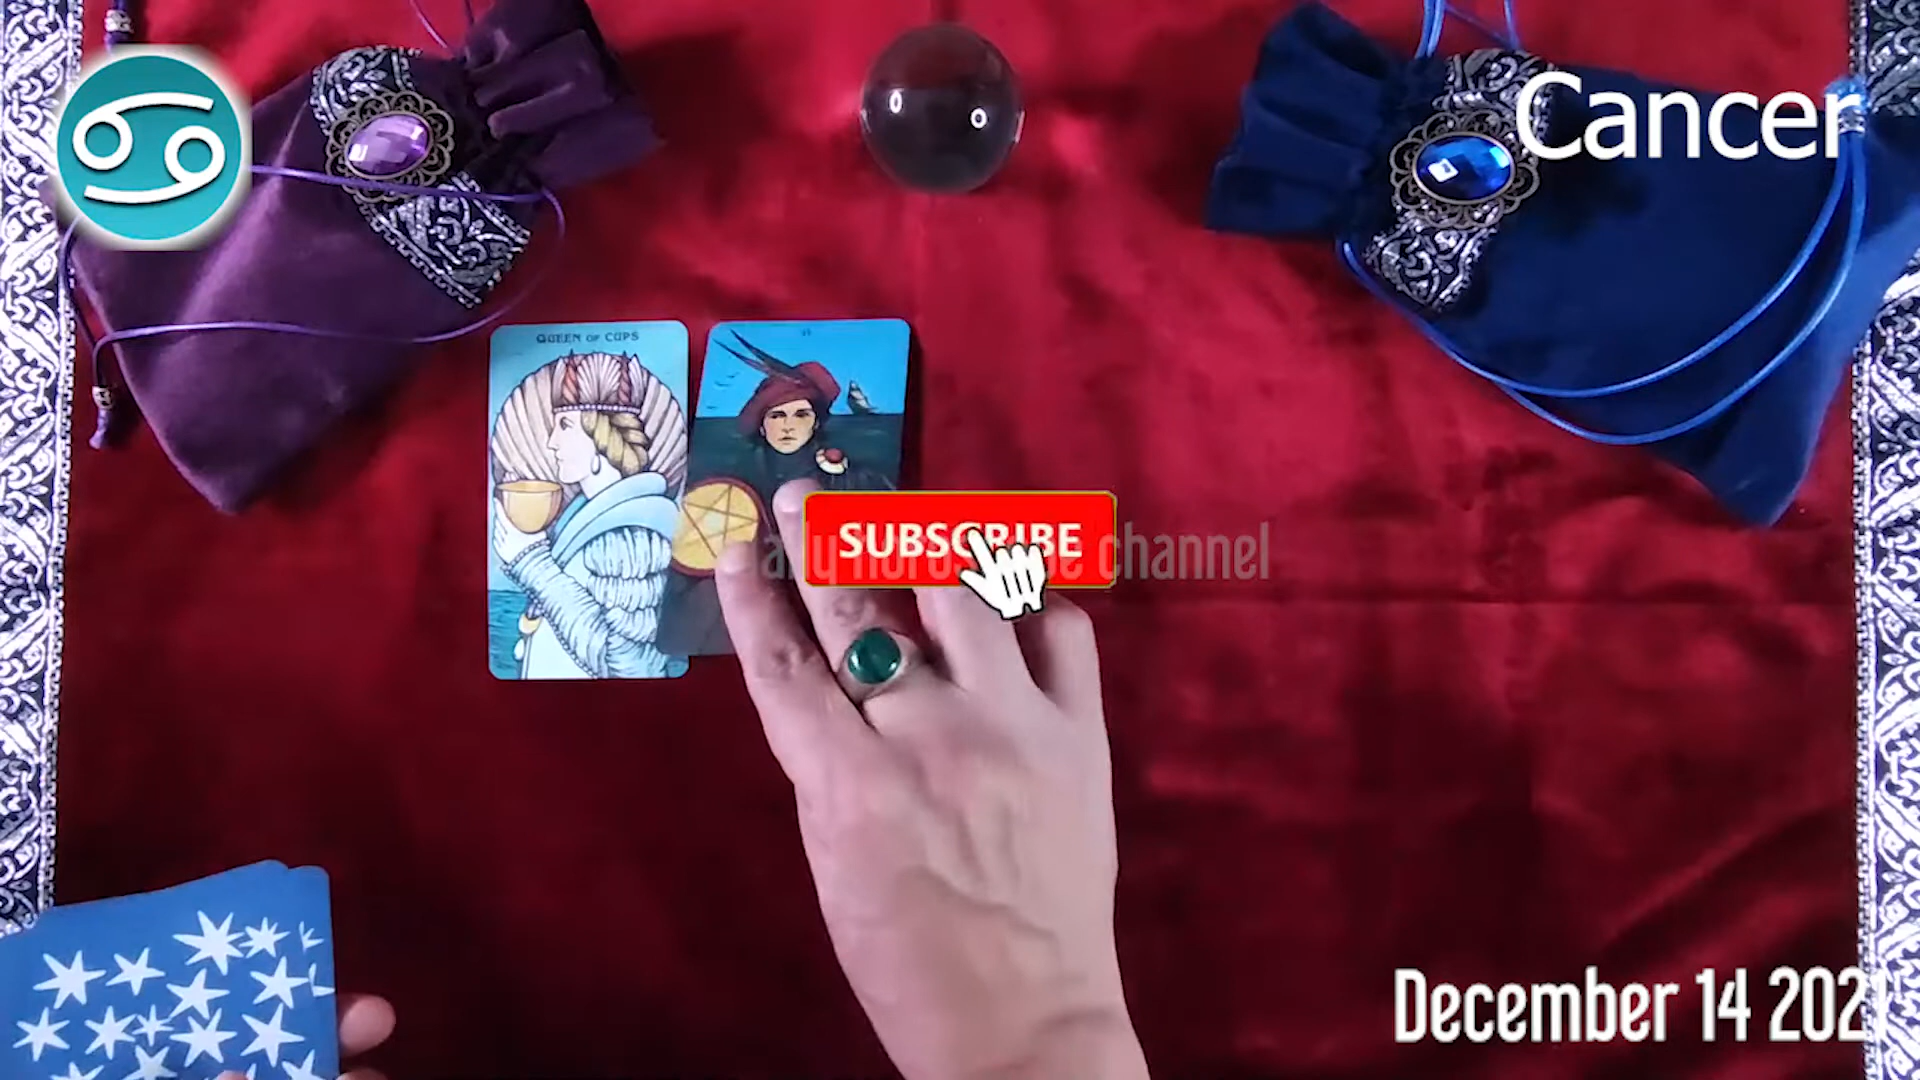 Cancer
QUEEN OF CUPS
SUBSCRIBE
channel
December 14 202